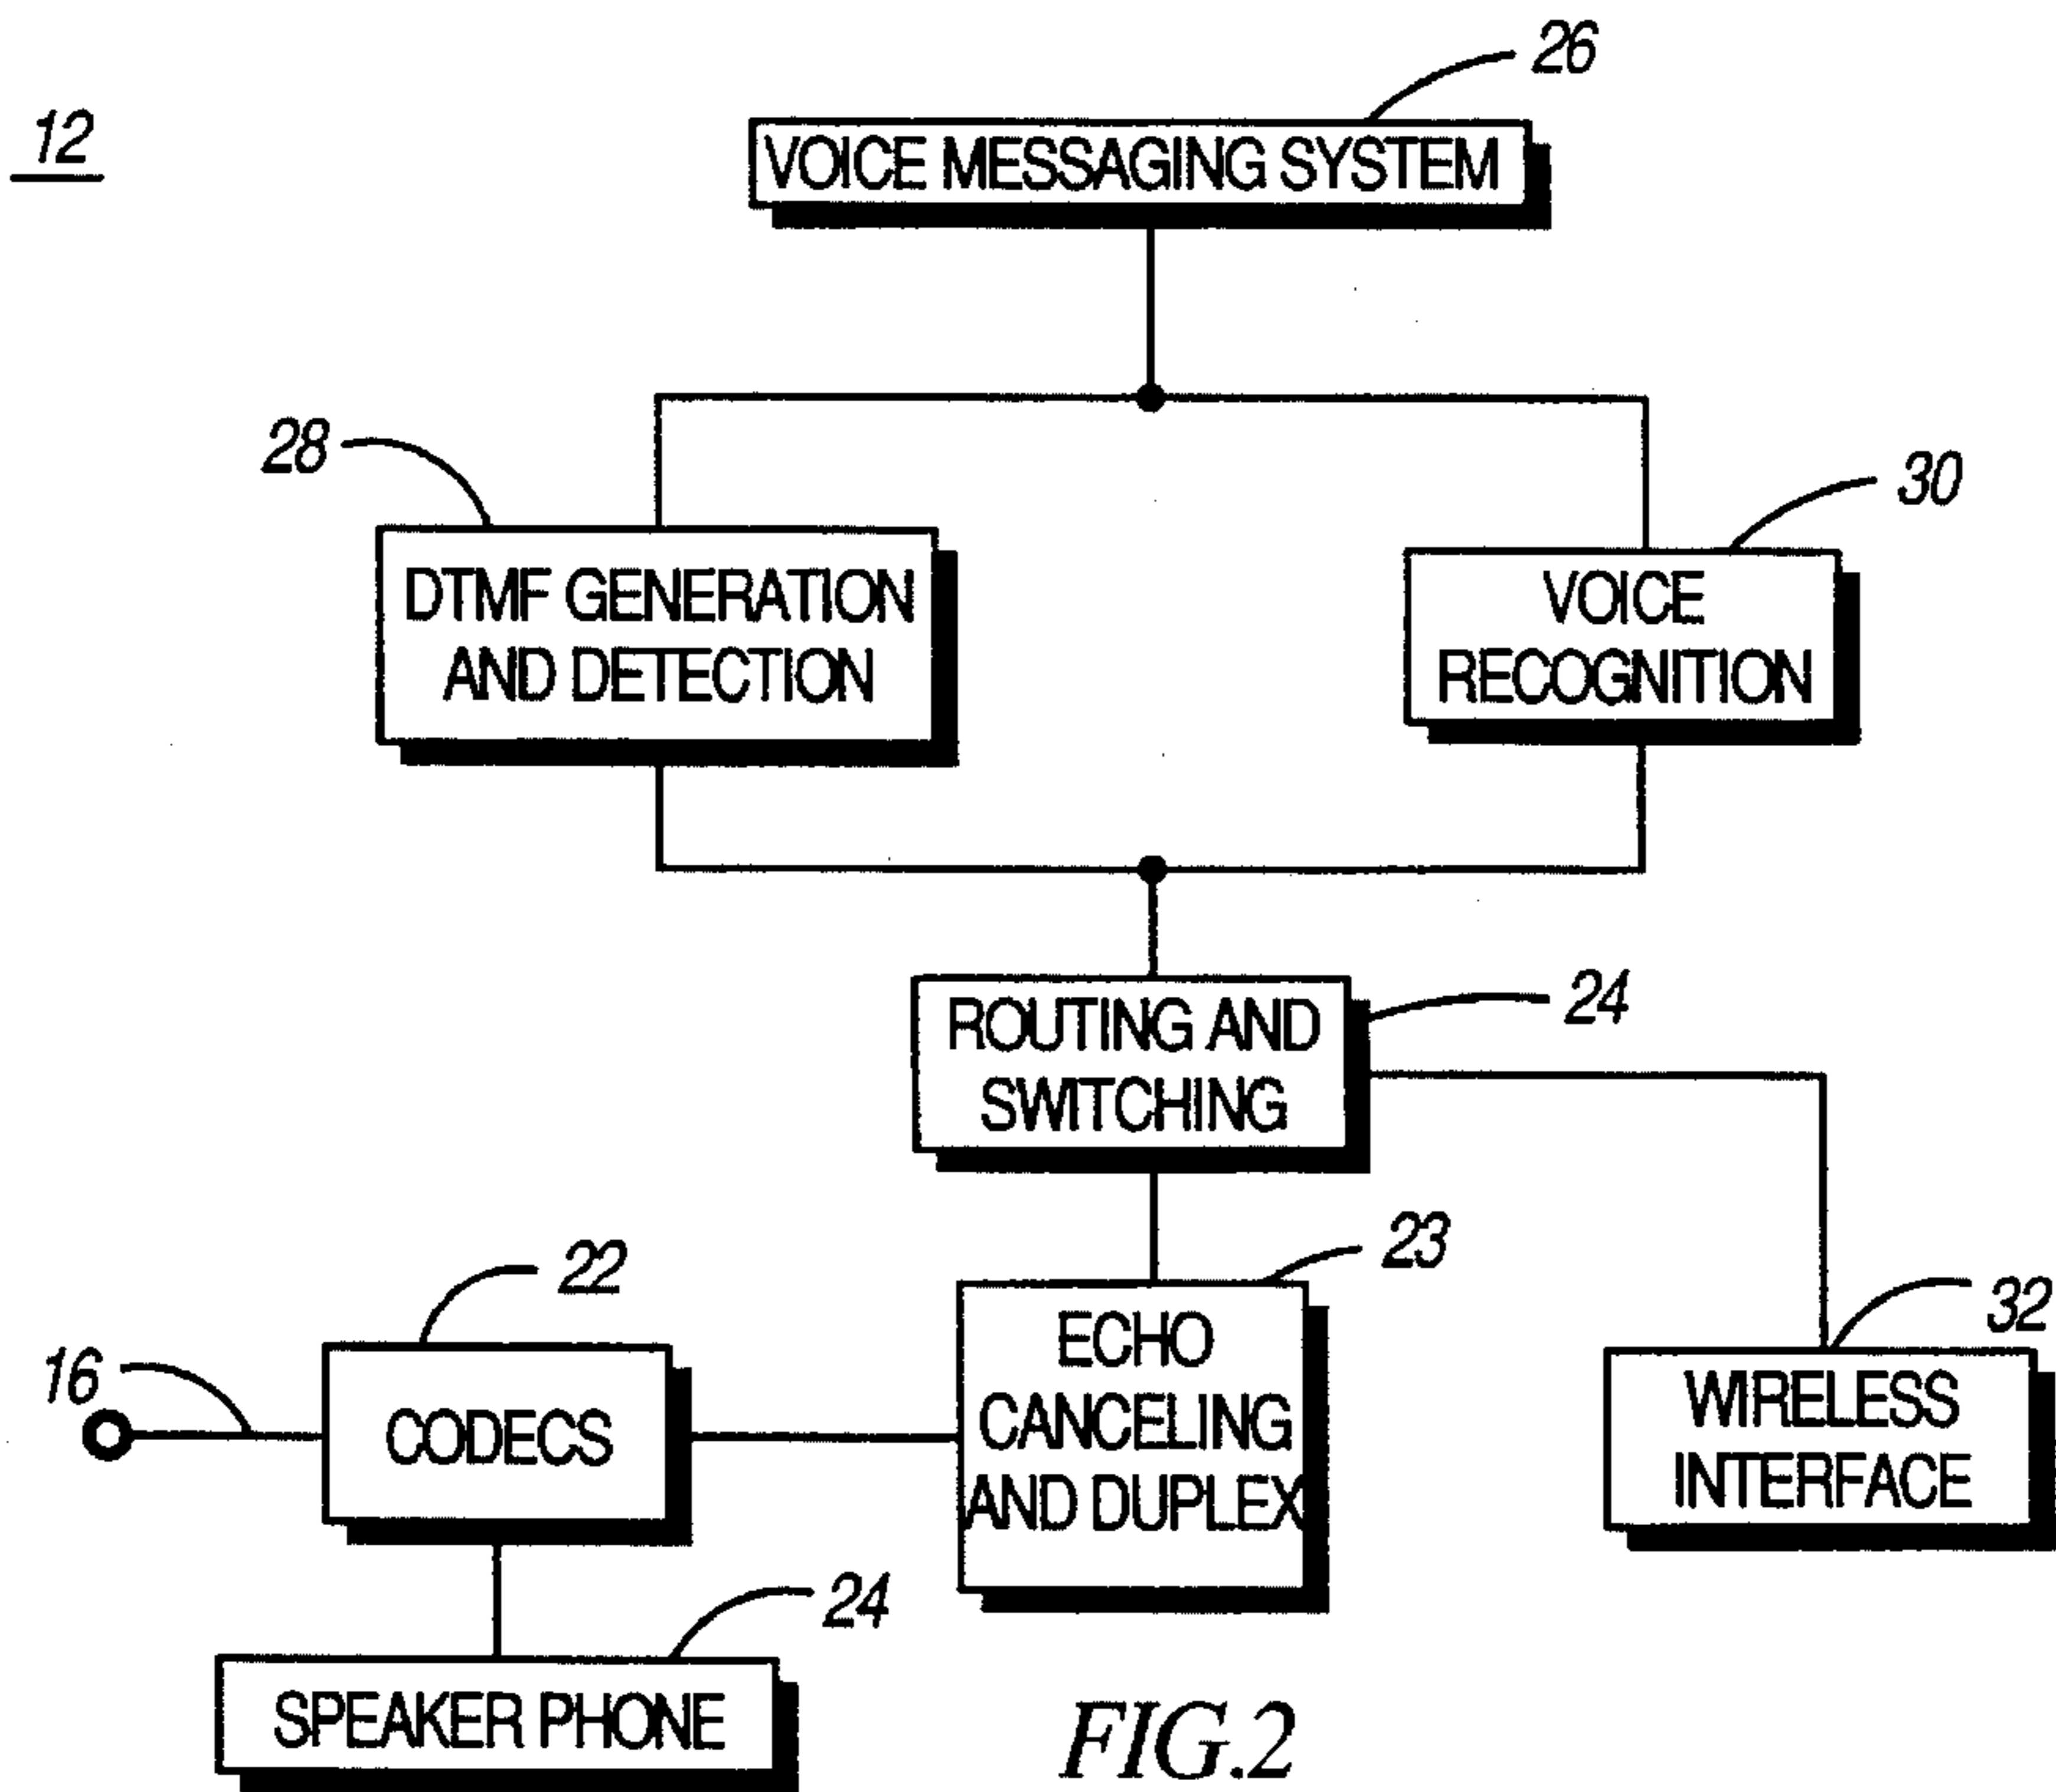 26
12
VOICE MESSAGING SYSTEM
28
30
DTMF GENERATION
AND DETECTION
VOICE
RECOGNITION
24
ROUTING AND
SWITCHING
23
22
32
16
CODECS
ECHO
CANCELING
AND DUPLEX
WIRELESS
INTERFACE
24
SPEAKER PHONE
FIG.2